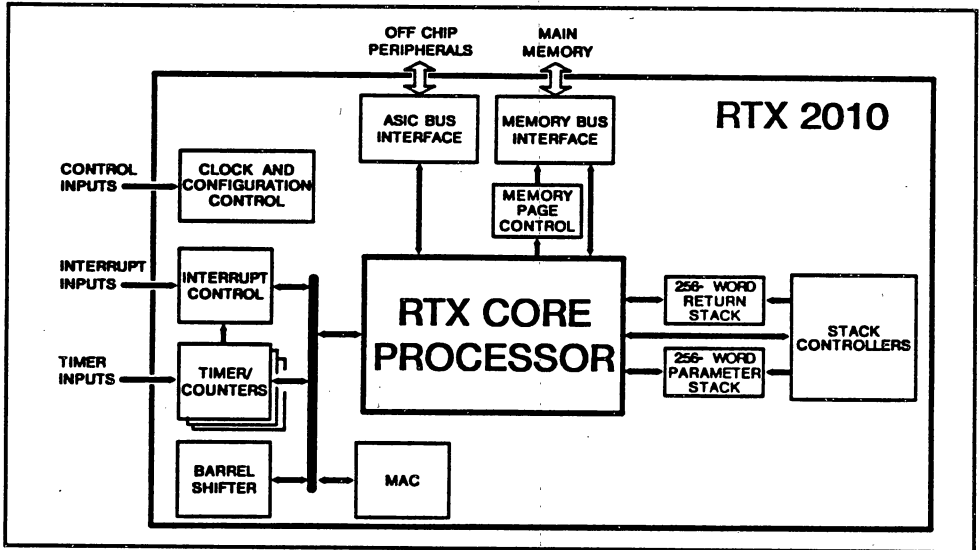 OFF CHIP
PERIPHERALS
MAIN
MEMORY
RTX 2010
ASIC BUS
INTERFACE
MEMORY BUS
INTERFACE
CONTROL
INPUTS
CLOCK AND
CONFIGURATION
CONTROL
MEMORY
PAGE
CONTROL
INTERRUPT
INPUTS
INTERRUPT
CONTROL
RTX CORE
PROCESSOR
256- WORD
RETURN
STACK
STACK
CONTROLLERS
256- WORD
PARAMETER
STACK
TIMER
INPUTS
TIMER/
COUNTERS
BARREL
SHIFTER
MAC